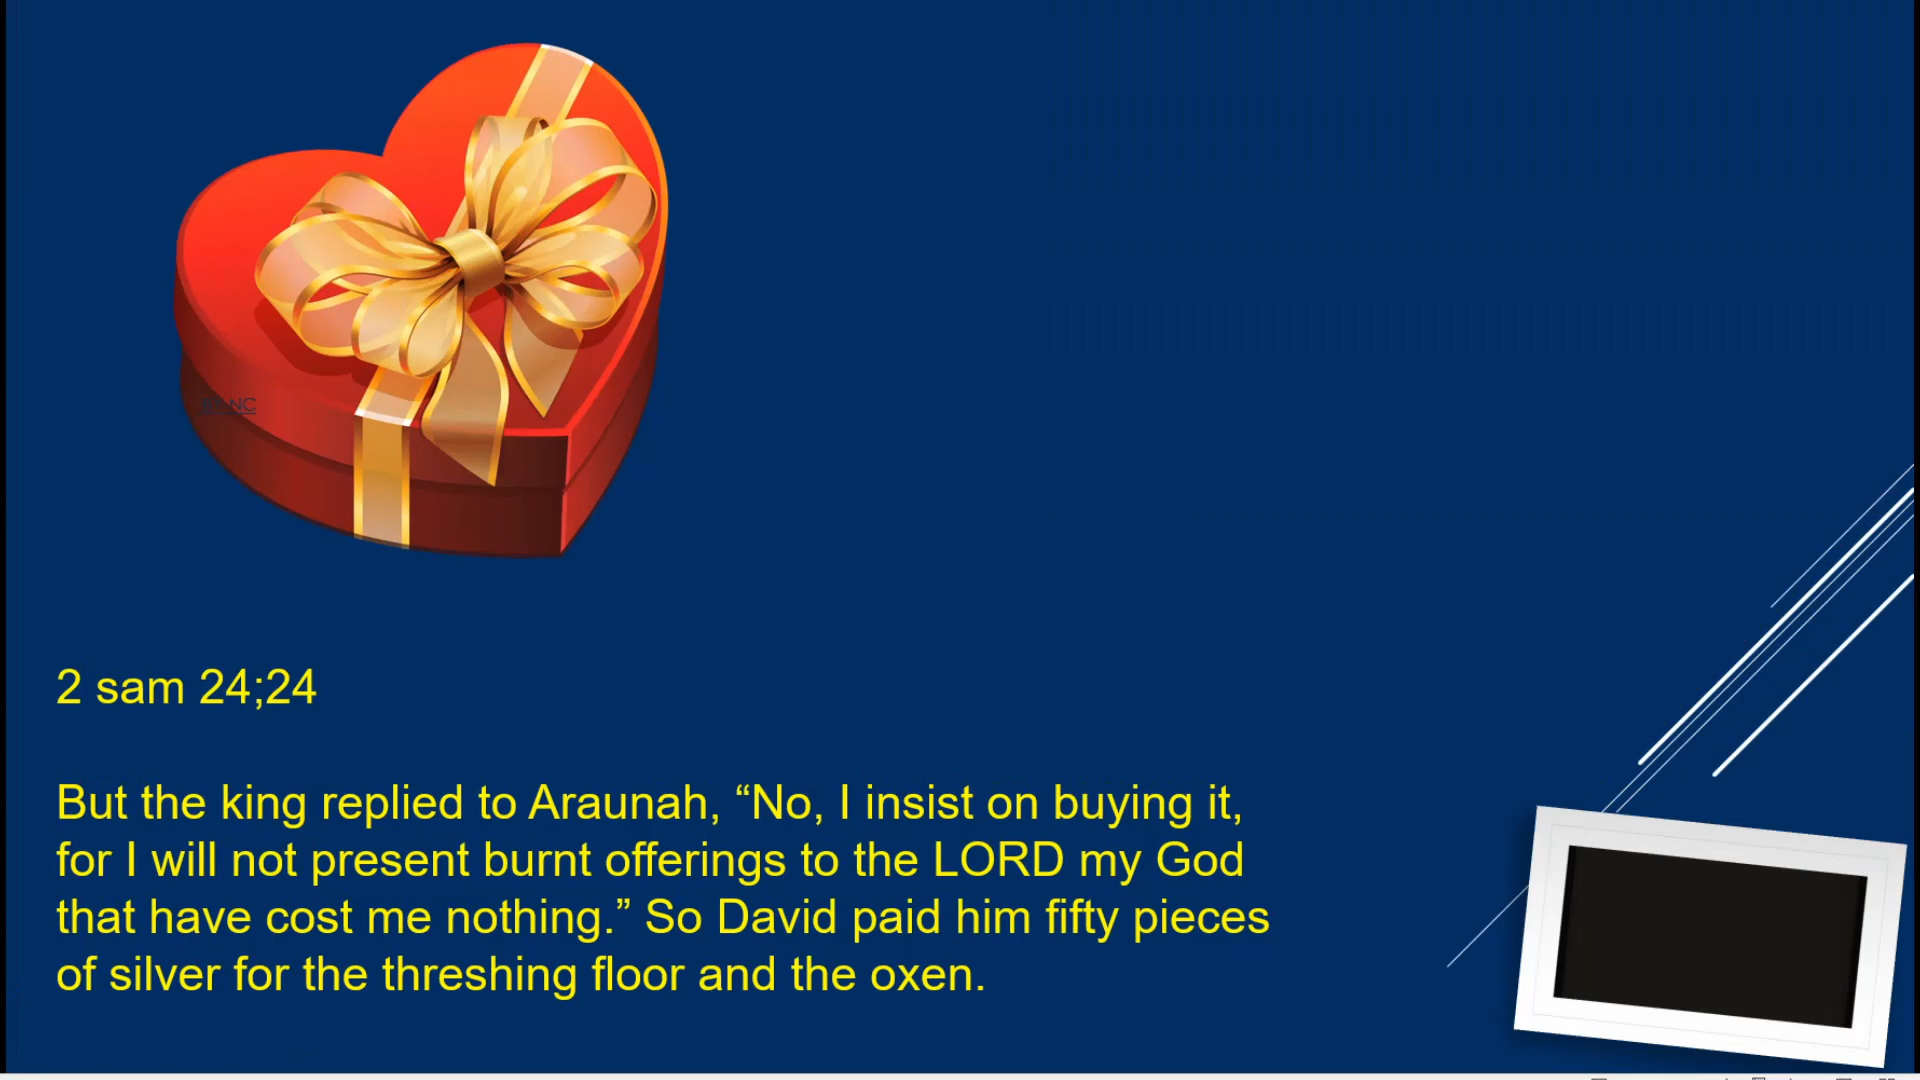 2 sam 24;24
But the king replied to Araunah, “No, I insist on buying it,
for I will not present burnt offerings to the LORD my God
that have cost me nothing.” So David paid him fifty pieces
of silver for the threshing floor and the oxen.